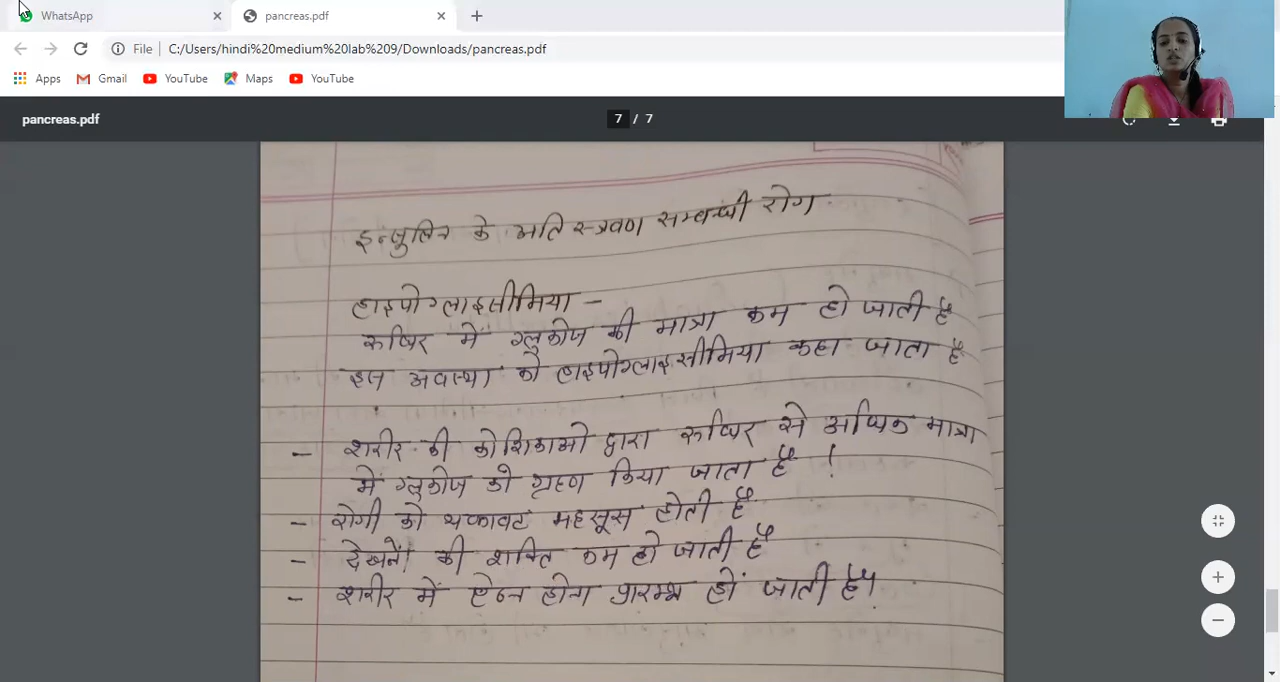 WhatsApp
pancreas.pdf
File
C:/Users/hindi%20medium%20lab%209/Downloads/pancreas.pdf
Apps
Gmail
YouTube
Maps
YouTube
pancreas.pdf
7 / 7
इन्सुलिन के अति स्त्रवण सम्बन्धी रोग
हाइपोग्लाइसीमिया -
रुधिर में ग्लुकोज की मात्रा कम हो जाती है
इस अवस्था को हाइपोग्लाइसीमिया कहा जाता है
- शरीर की कोशिकाओ द्वारा रुधिर से अधिक मात्रा
में ग्लुकोज को ग्रहण किया जाता है !
- रोगी को थकावट महसूस होती है
- देखनें की शक्ति कम हो जाती है
- शरीर में ऐठन होना प्रारम्भ हों जाती है।